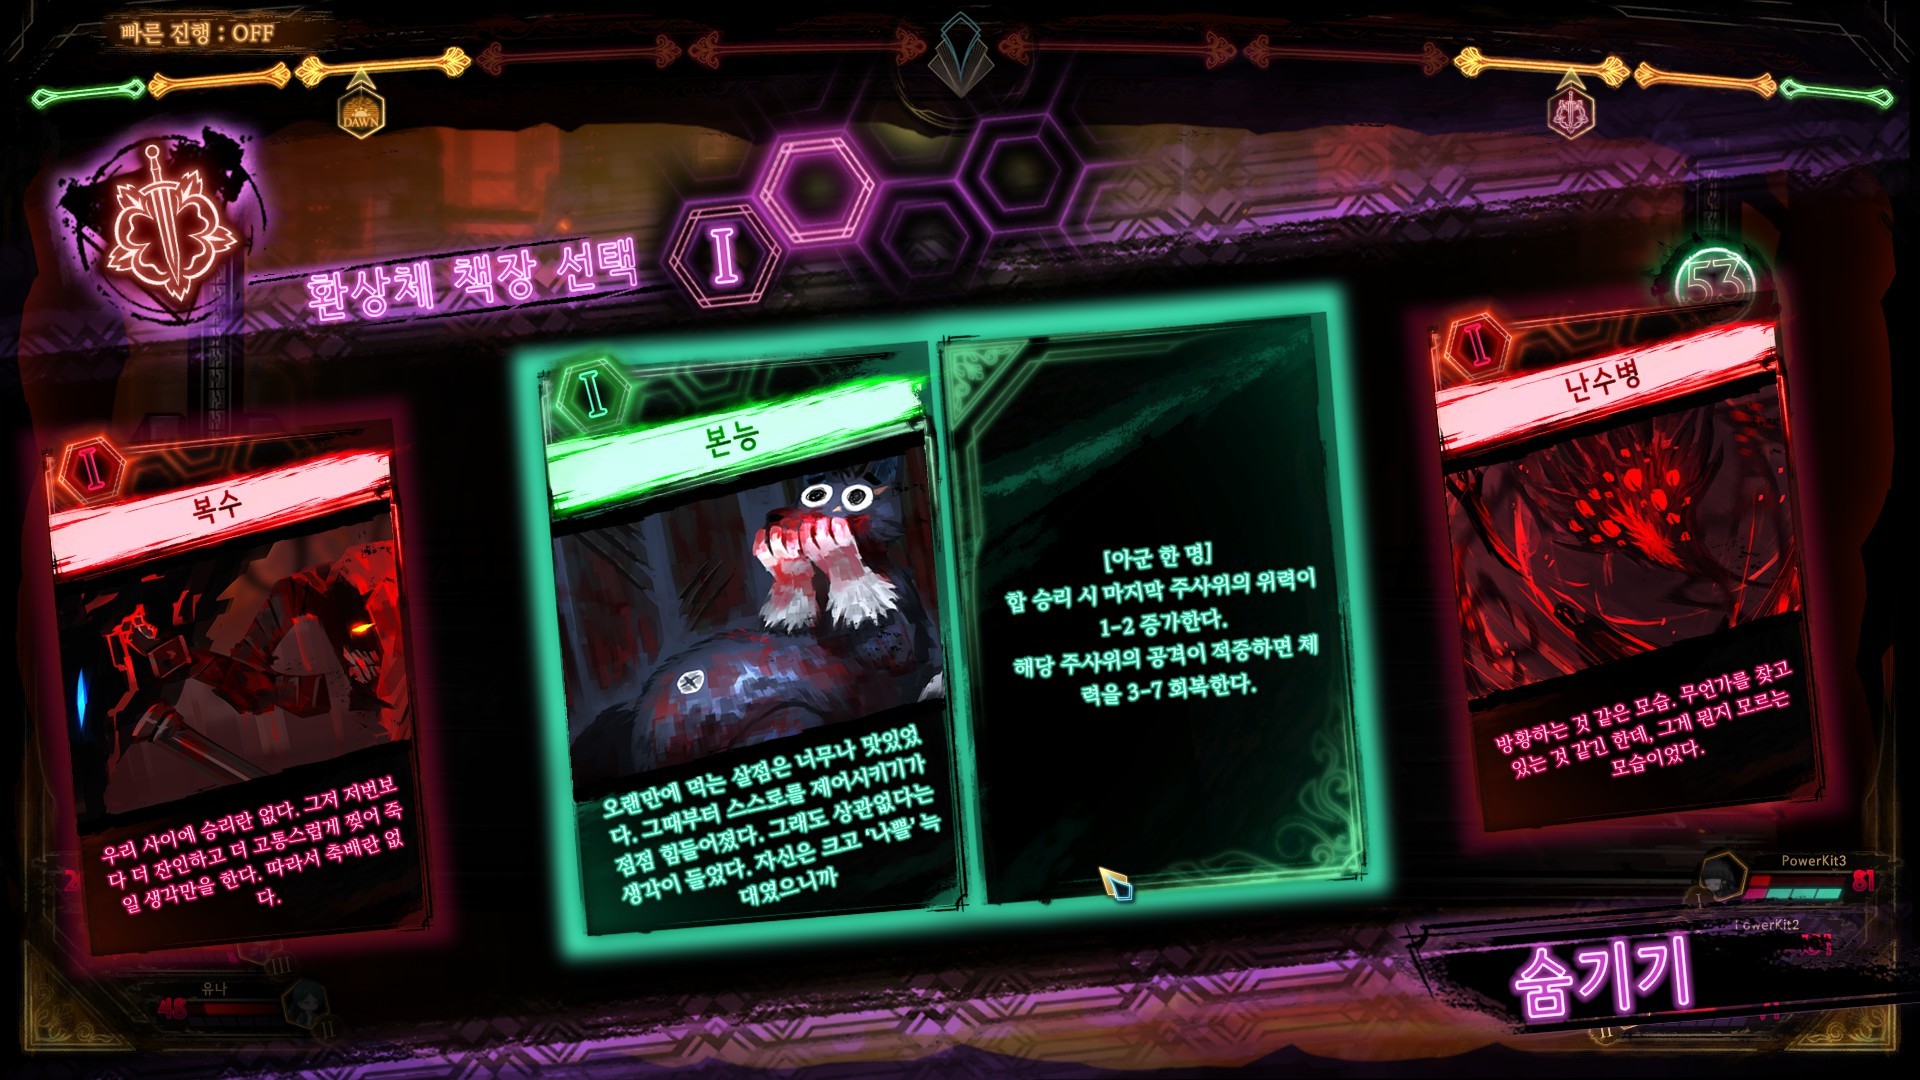 빠른 진행 : OFF
DAWN
환상체 책장 선택
I
53
I
복수
우리 사이에 승리란 없다. 그저 저번보
다 더 잔인하고 더 고통스럽게 찢어 죽
일 생각만을 한다. 따라서 축배란 없
다.
I
본능
오랜만에 먹는 살점은 너무나 맛있었
다. 그때부터 스스로를 제어시키기가
점점 힘들어졌다. 그래도 상관없다는
생각이 들었다. 자신은 크고 '나쁠' 늑
대였으니까
[아군 한 명]
합 승리 시 마지막 주사위의 위력이
1-2 증가한다.
해당 주사위의 공격이 적중하면 체
력을 3-7 회복한다.
I
난수병
방황하는 것 같은 모습. 무언가를 찾고
있는 것 같긴 한데, 그게 뭔지 모르는
모습이었다.
2
III
유나
48
II
PowerKit3
81
I
PowerKit2
숨기기
II